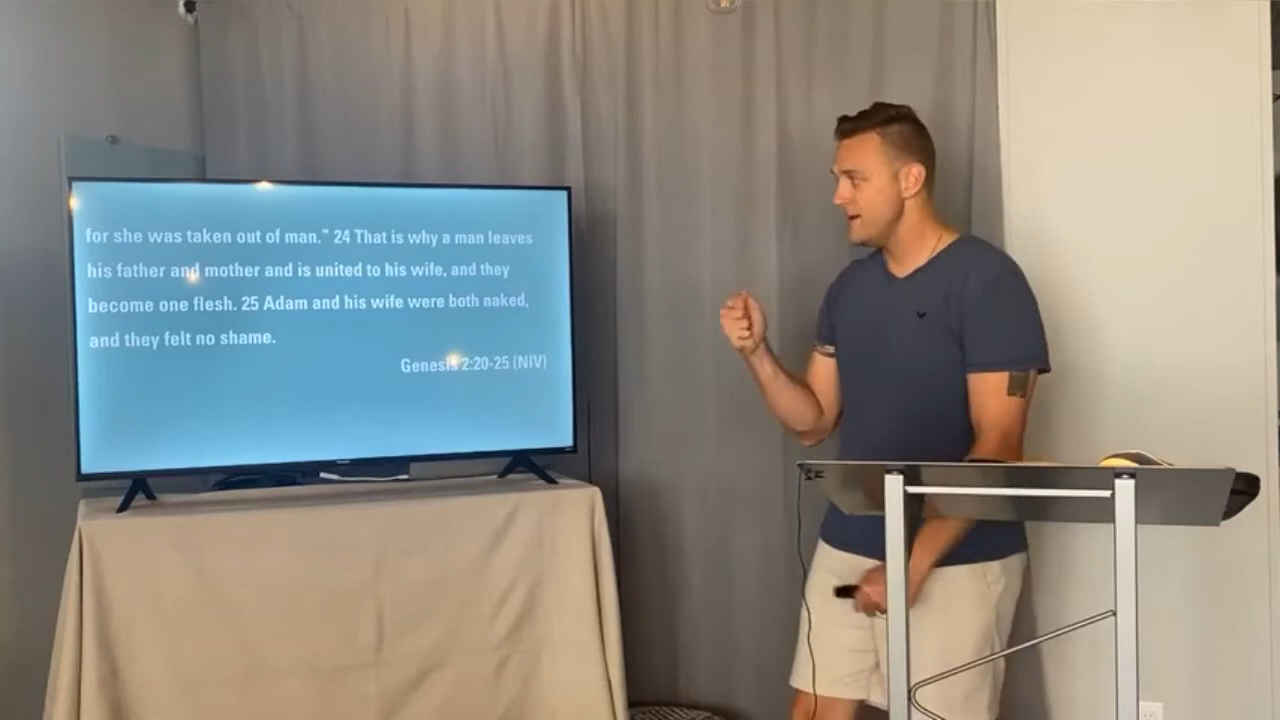 for she was taken out of man.” 24 That is why a man leaves
his father and mother and is united to his wife, and they
become one flesh. 25 Adam and his wife were both naked,
and they felt no shame.
Genesis 2:20-25 (NIV)